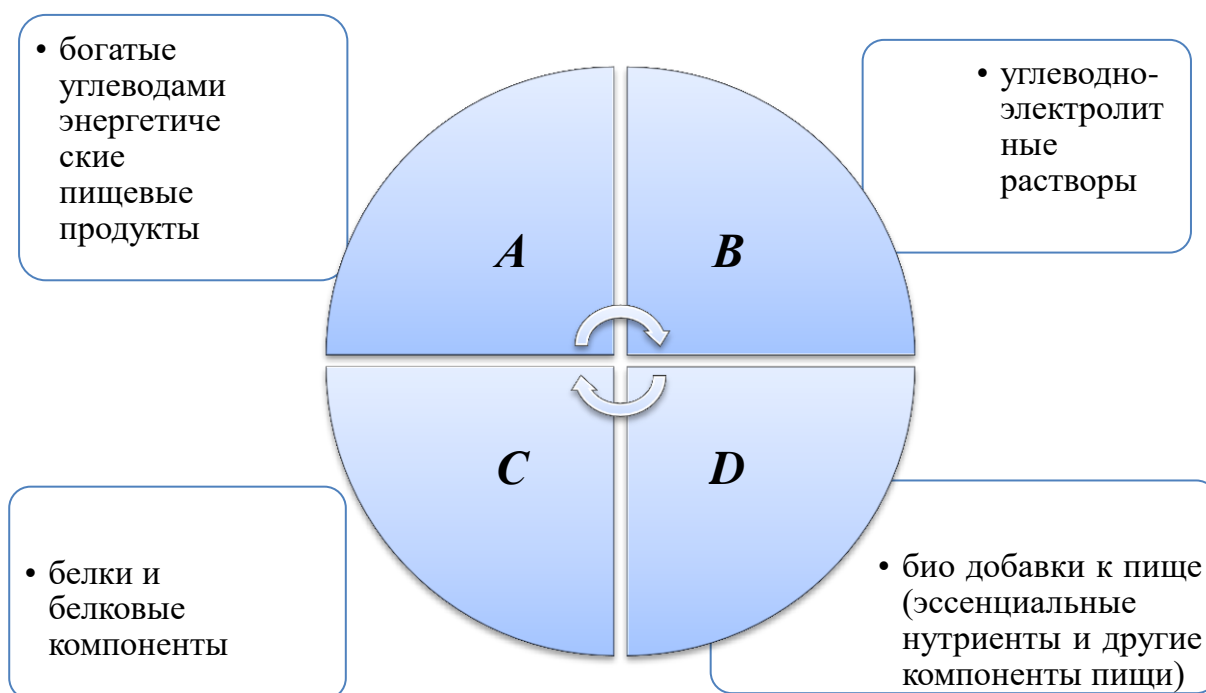 • богатые
углеводами
энергетиче
ские
пищевые
продукты
• углеводно-
электролит
ные
растворы
A
B
C
D
• белки и
белковые
компоненты
• био добавки к пище
(эссенциальные
нутриенты и другие
компоненты пищи)